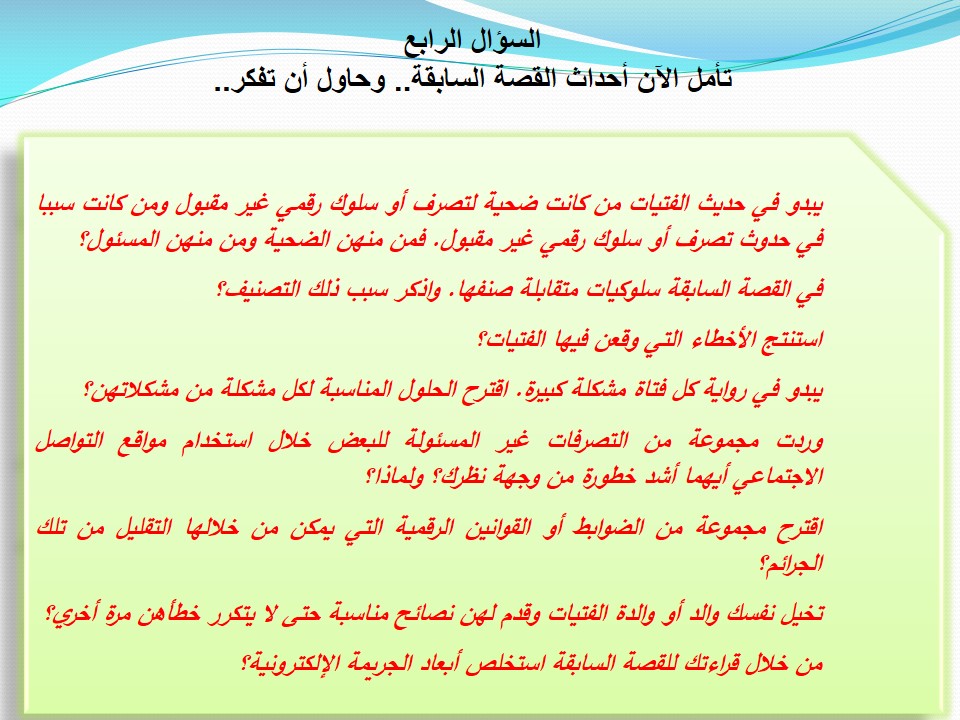 السؤال الرابع
تأمل الآن أحداث القصة السابقة.. وحاول أن تفكر..
يبدو في حديث الفتيات من كانت ضحية لتصرف أو سلوك رقمي غير مقبول ومن كانت سببا
في حدوث تصرف أو سلوك رقمي غير مقبول. فمن منهن الضحية ومن منهن المسئول؟
في القصة السابقة سلوكيات متقابلة صنفها. واذكر سبب ذلك التصنيف؟
استنتج الأخطاء التي وقعن فيها الفتيات؟
يبدو في رواية كل فتاة مشكلة كبيرة. اقترح الحلول المناسبة لكل مشكلة من مشكلاتهن؟
وردت مجموعة من التصرفات غير المسئولة للبعض خلال استخدام مواقع التواصل
الاجتماعي أيهما أشد خطورة من وجهة نظرك؟ ولماذا؟
اقترح مجموعة من الضوابط أو القوانين الرقمية التي يمكن من خلالها التقليل من تلك
الجرائم؟
تخيل نفسك والد أو والدة الفتيات وقدم لهن نصائح مناسبة حتى لا يتكرر خطأهن مرة أخري؟
من خلال قراءتك للقصة السابقة استخلص أبعاد الجريمة الإلكترونية؟